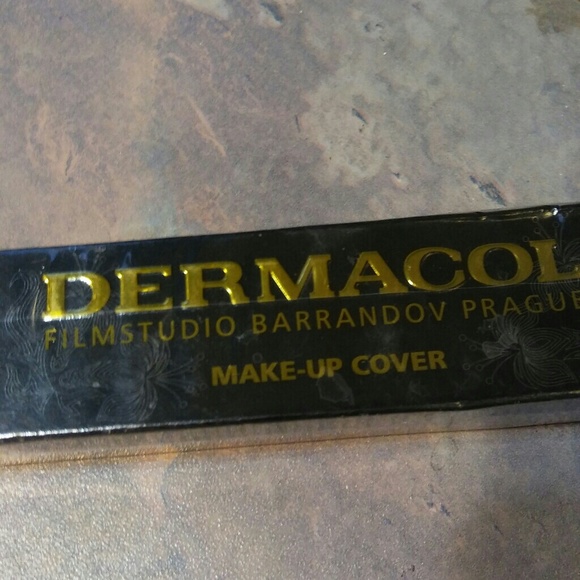 DERMACOL
FILMSTUDIO BARRANDOV PRAGUE
MAKE-UP COVER